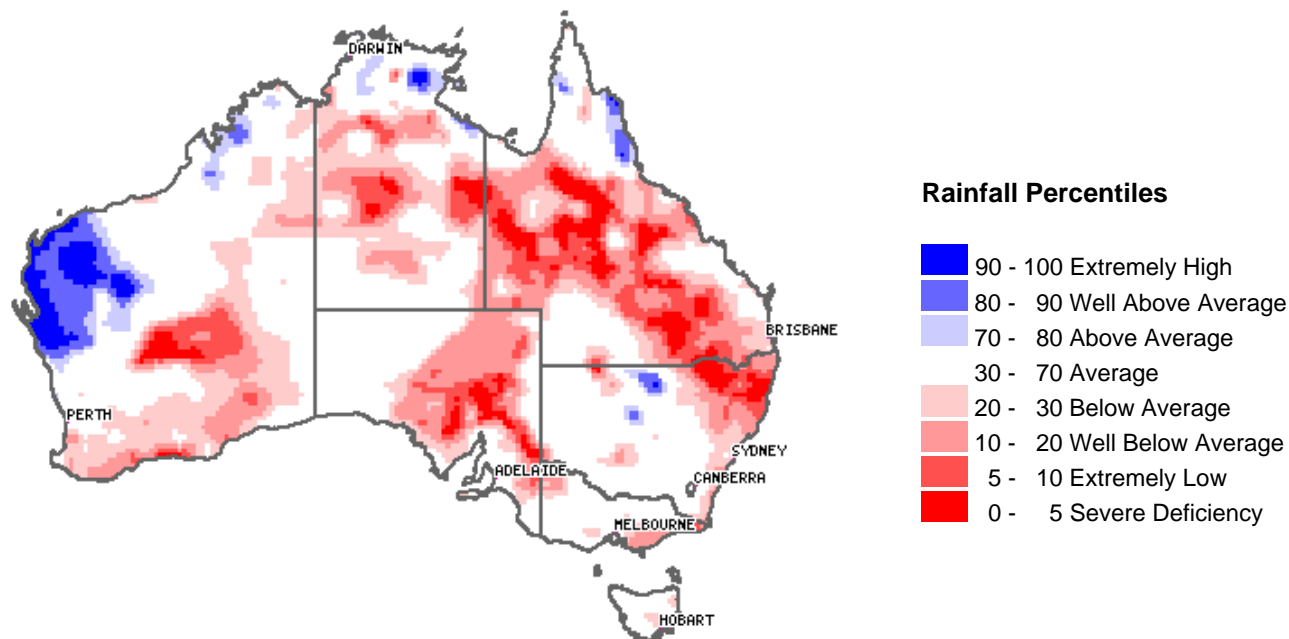 DARWIN
BRISBANE
PERTH
SYDNEY
ADELAIDE
CANBERRA
MELBOURNE
HOBART
Rainfall Percentiles
90 - 100 Extremely High
80 - 90 Well Above Average
70 - 80 Above Average
30 - 70 Average
20 - 30 Below Average
10 - 20 Well Below Average
5 - 10 Extremely Low
0 - 5 Severe Deficiency